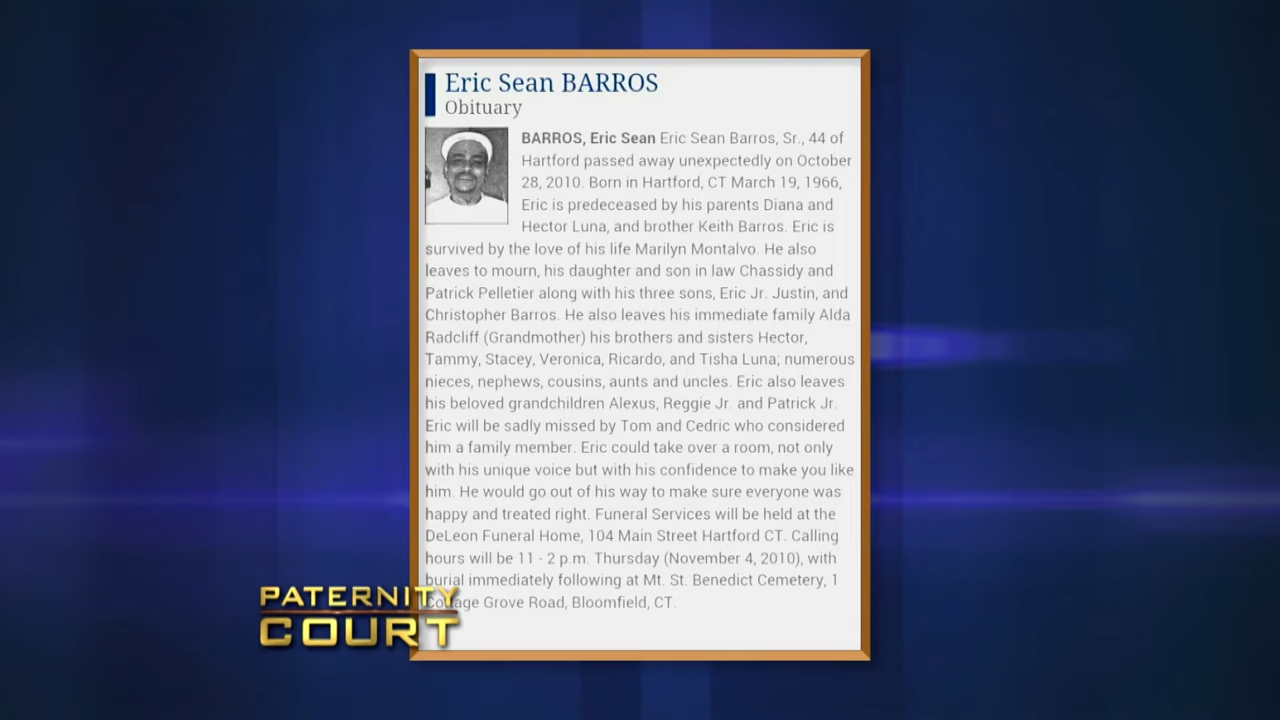 Eric Sean BARROS
Obituary
BARROS, Eric Sean Eric Sean Barros, Sr., 44 of
Hartford passed away unexpectedly on October
28, 2010. Born in Hartford, CT March 19, 1966,
Eric is predeceased by his parents Diana and
Hector Luna, and brother Keith Barros. Eric is
survived by the love of his life Marilyn Montalvo. He also
leaves to mourn, his daughter and son in law Chassidy and
Patrick Pelletier along with his three sons, Eric Jr. Justin, and
Christopher Barros. He also leaves his immediate family Alda
Radcliff (Grandmother) his brothers and sisters Hector,
Tammy, Stacey, Veronica, Ricardo, and Tisha Luna; numerous
nieces, nephews, cousins, aunts and uncles. Eric also leaves
his beloved grandchildren Alexus, Reggie Jr. and Patrick Jr.
Eric will be sadly missed by Tom and Cedric who considered
him a family member. Eric could take over a room, not only
with his unique voice but with his confidence to make you like
him. He would go out of his way to make sure everyone was
happy and treated right. Funeral Services will be held at the
DeLeon Funeral Home, 104 Main Street Hartford CT. Calling
hours will be 11 - 2 p.m. Thursday (November 4, 2010), with
burial immediately following at Mt. St. Benedict Cemetery, 1
Cottage Grove Road, Bloomfield, CT.
PATERNITY
COURT